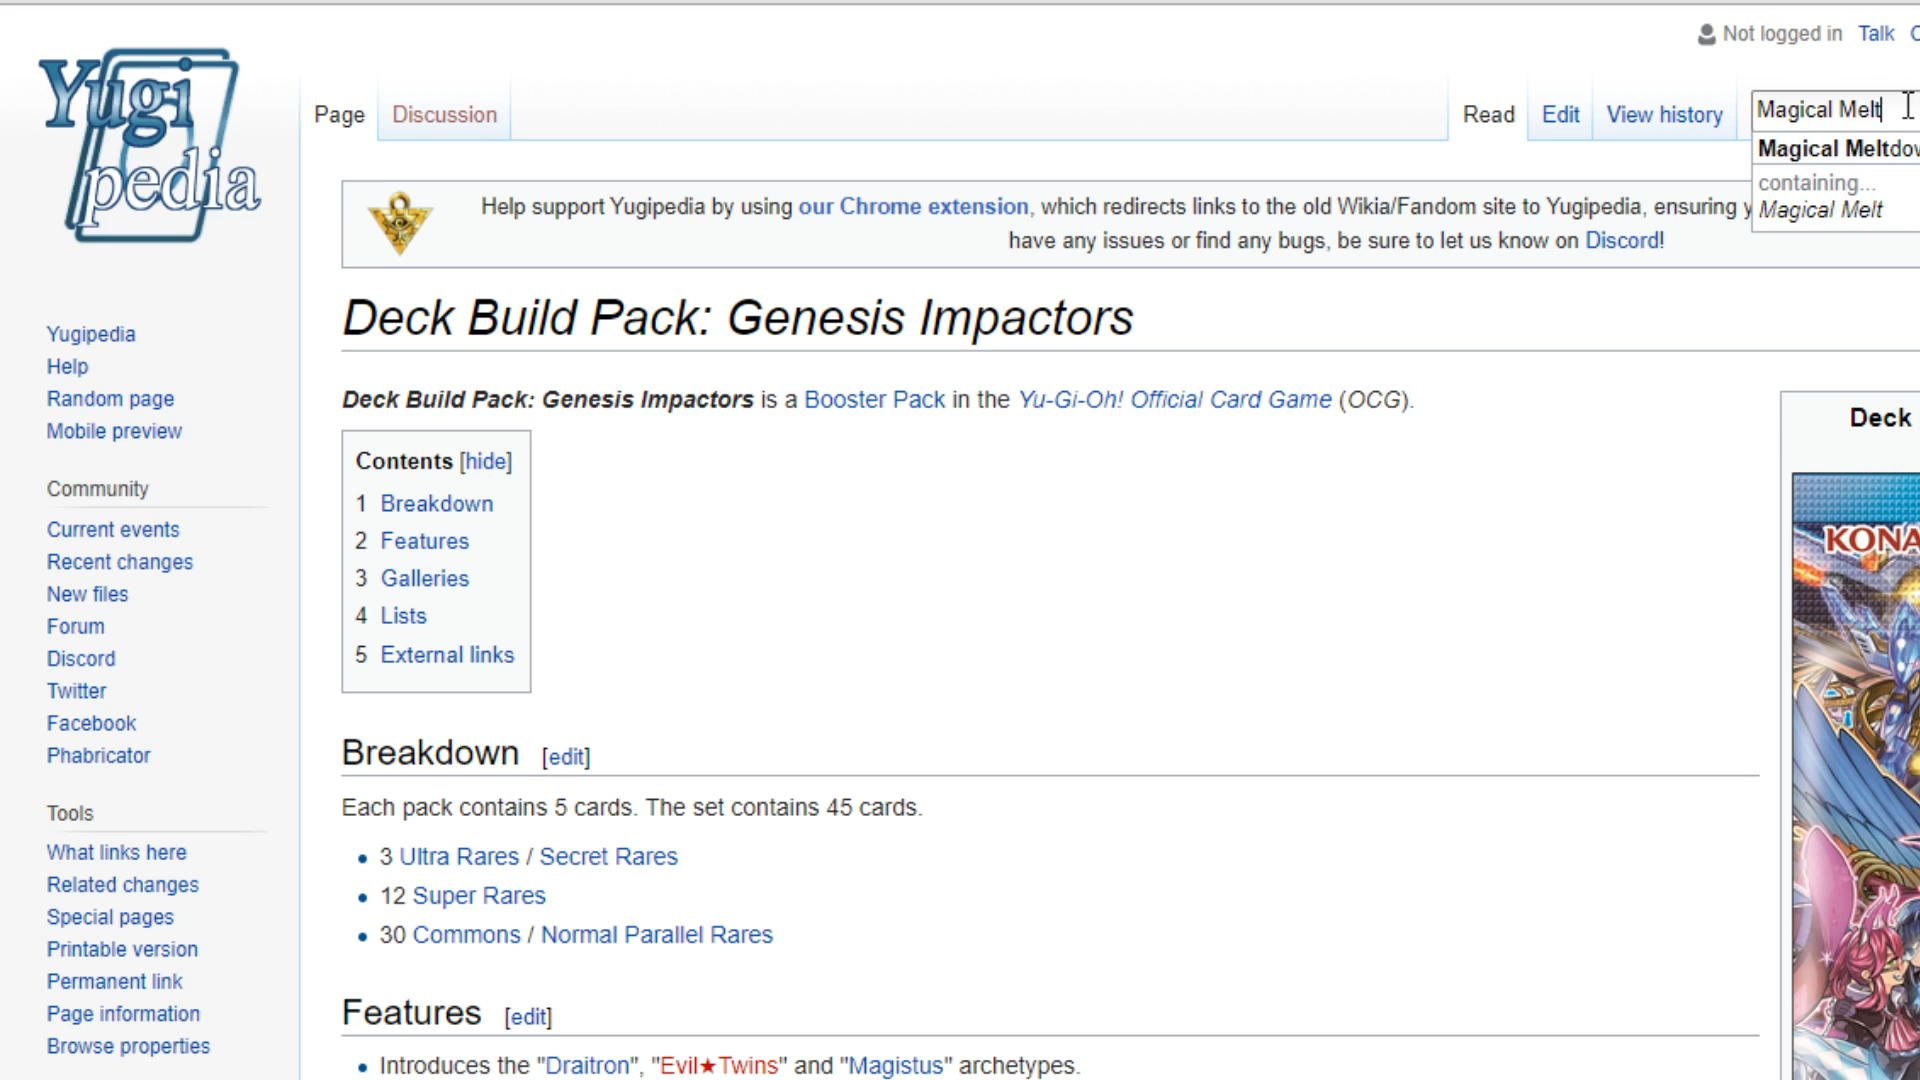 Yugi
pedia
Not logged in Talk
Page Discussion Read Edit View history
Magical Melt
Magical Meltdow
containing...
Magical Melt
Help support Yugipedia by using our Chrome extension, which redirects links to the old Wikia/Fandom site to Yugipedia, ensuring y
have any issues or find any bugs, be sure to let us know on Discord!
Deck Build Pack: Genesis Impactors
Deck Build Pack: Genesis Impactors is a Booster Pack in the Yu-Gi-Oh! Official Card Game (OCG).
Contents [hide]
1 Breakdown
2 Features
3 Galleries
4 Lists
5 External links
Breakdown [edit]
Each pack contains 5 cards. The set contains 45 cards.
• 3 Ultra Rares / Secret Rares
• 12 Super Rares
• 30 Commons / Normal Parallel Rares
Features [edit]
• Introduces the "Draitron", "Evil★Twins" and "Magistus" archetypes.
Yugipedia
Help
Random page
Mobile preview
Community
Current events
Recent changes
New files
Forum
Discord
Twitter
Facebook
Phabricator
Tools
What links here
Related changes
Special pages
Printable version
Permanent link
Page information
Browse properties
Deck
KONA